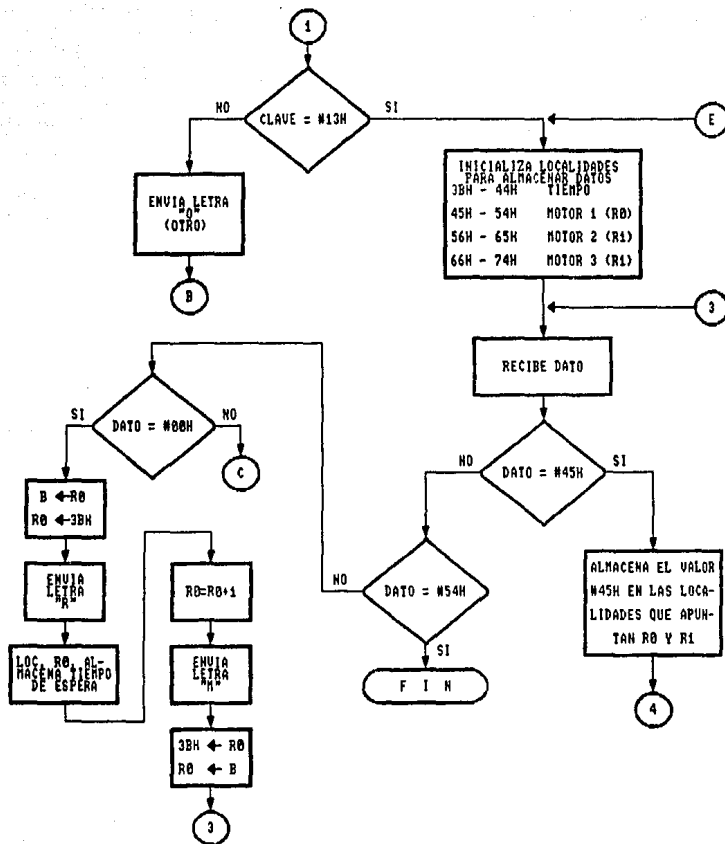 1
CLAVE = #13H
NO
SI
E
ENVIA LETRA
"O"
(OTRO)
B
INICIALIZA LOCALIDADES
PARA ALMACENAR DATOS
3BH - 44H TIEMPO
45H - 54H MOTOR 1 (R0)
56H - 65H MOTOR 2 (R1)
66H - 74H MOTOR 3 (R1)
3
RECIBE DATO
DATO = #45H
NO
SI
DATO = #00H
SI
NO
C
B ←R0
R0 ←3BH
ENVIA
LETRA
"R"
LOC. R0, AL-
MACENA TIEMPO
DE ESPERA
R0=R0+1
ENVIA
LETRA
"M"
3BH ← R0
R0 ← B
3
DATO = #54H
NO
SI
F I N
ALMACENA EL VALOR
#45H EN LAS LOCA-
LIDADES QUE APUN-
TAN R0 Y R1
4